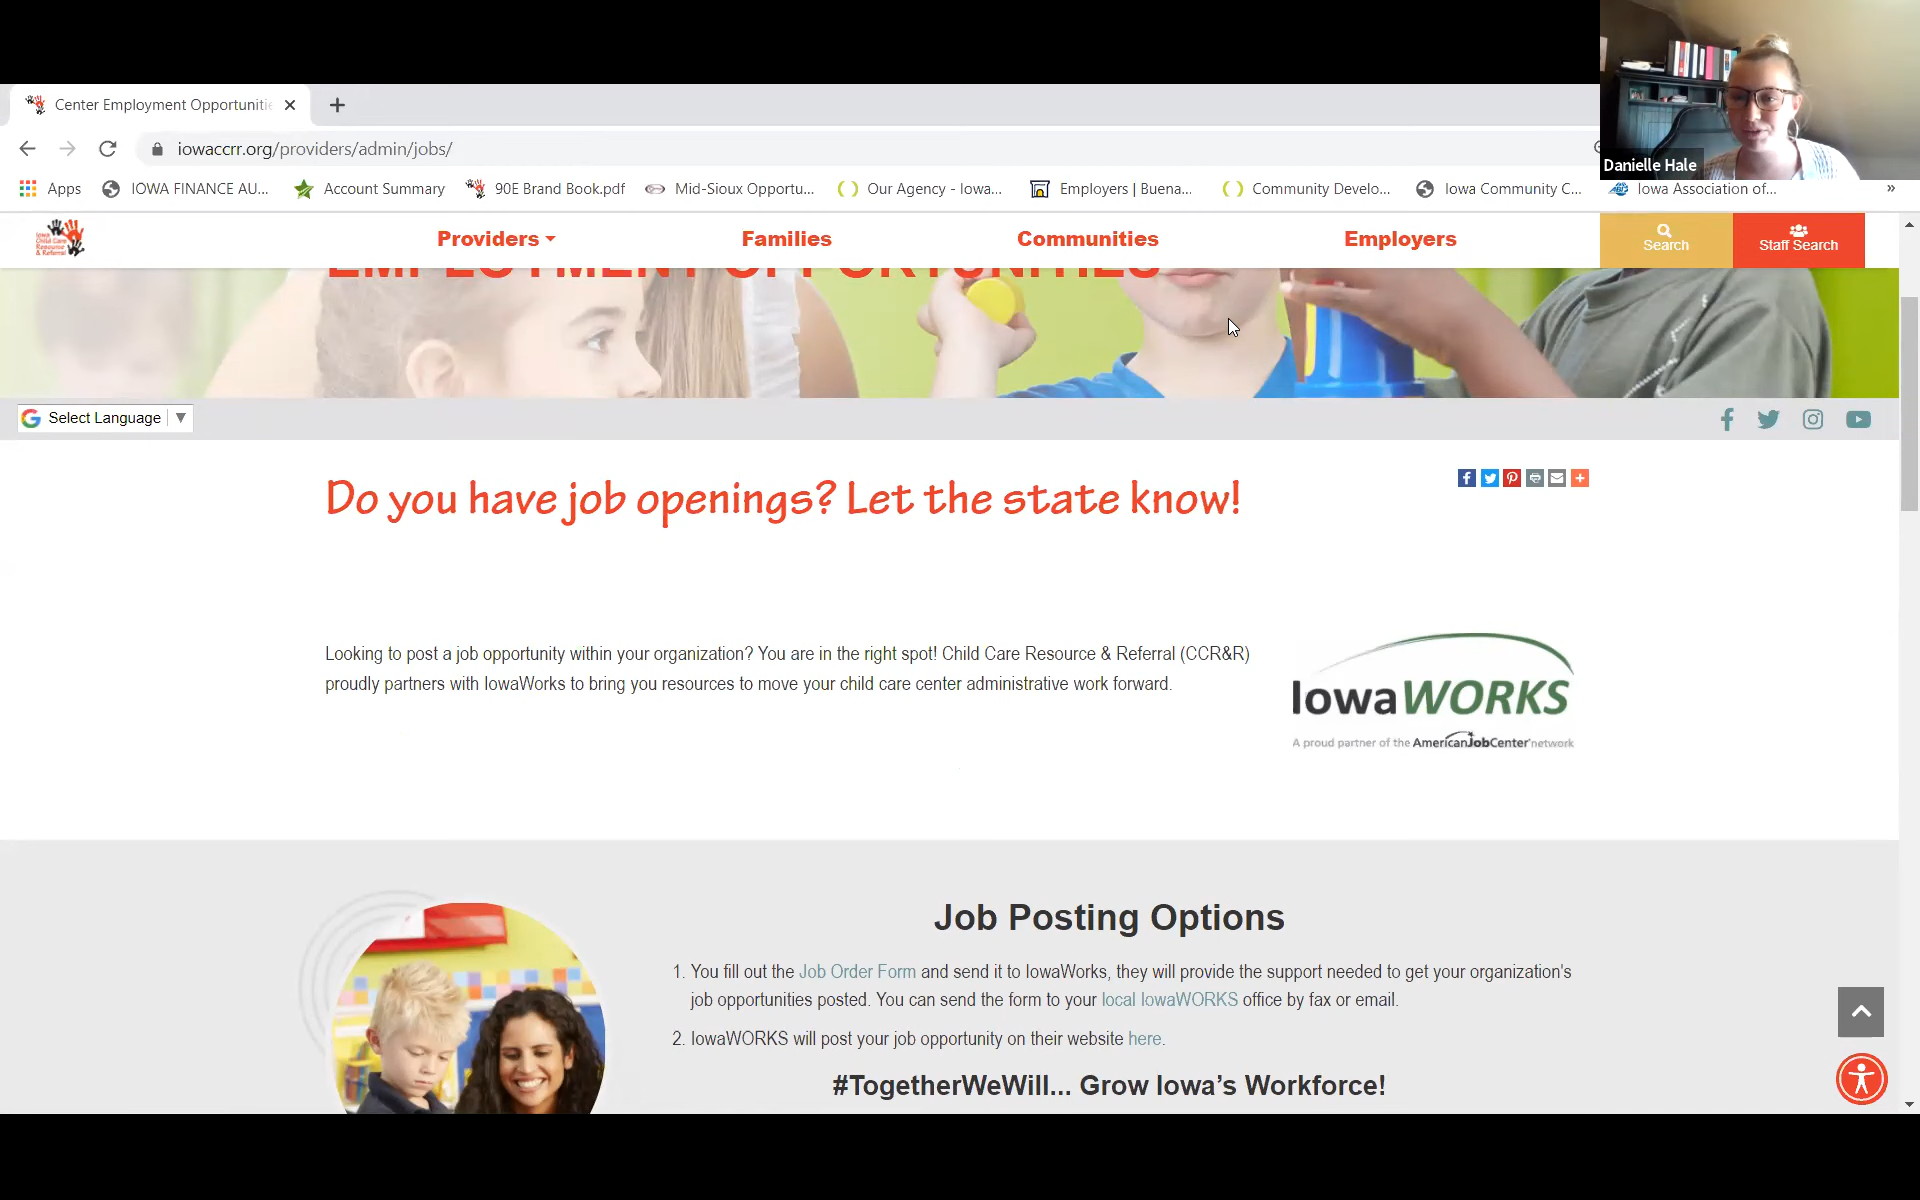 Center Employment Opportunitie
iowaccrr.org/providers/admin/jobs/
Danielle Hale
Apps
IOWA FINANCE AU...
Account Summary
90E Brand Book.pdf
Mid-Sioux Opportu...
Our Agency - Iowa...
Employers | Buena...
Community Develo...
Iowa Community C...
Iowa Association of...
»
Iowa
Child Care
Resource
& Referral
Providers
Families
Communities
Employers
Search
Staff Search
EMPLOYMENT OPPORTUNITIES
Select Language
Do you have job openings? Let the state know!
Looking to post a job opportunity within your organization? You are in the right spot! Child Care Resource & Referral (CCR&R)
proudly partners with IowaWorks to bring you resources to move your child care center administrative work forward.
IowaWORKS
A proud partner of the AmericanJobCenter network
Job Posting Options
1. You fill out the Job Order Form and send it to IowaWorks, they will provide the support needed to get your organization's
job opportunities posted. You can send the form to your local IowaWORKS office by fax or email.
2. IowaWORKS will post your job opportunity on their website here.
#TogetherWeWill... Grow Iowa's Workforce!